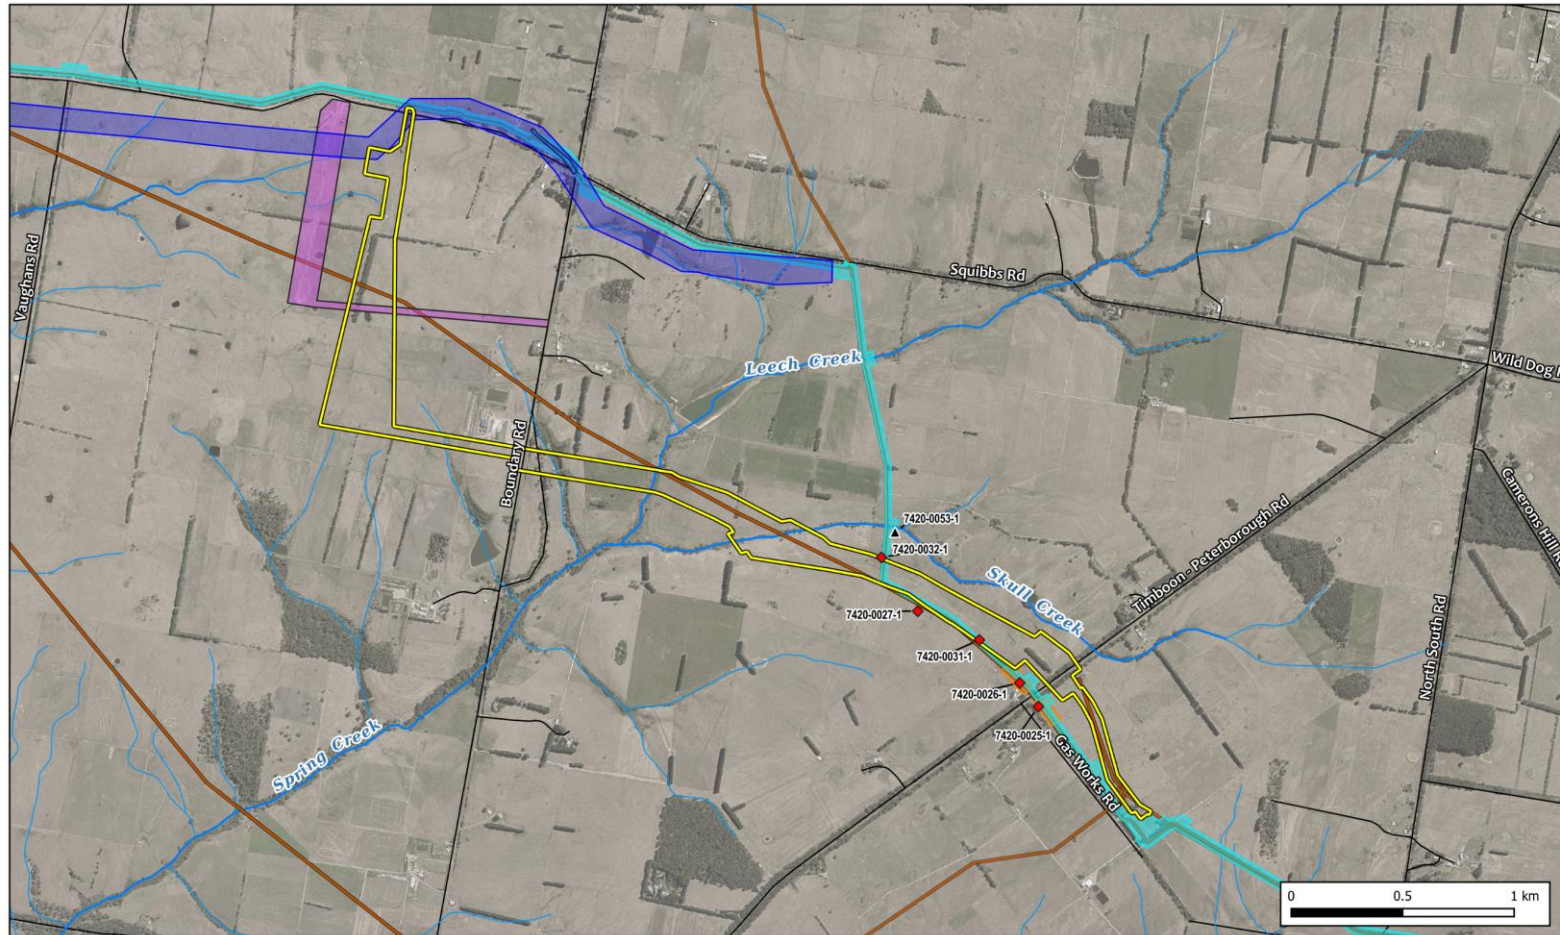 Squibbs Rd
Vaughans Rd
Wild Dog
Leech Creek
Boundary Rd
Camerons Hill
7420-0053-1
7420-0032-1
Timboon - Peterborough Rd
Skull Creek
7420-0027-1
North South Rd
7420-0031-1
7420-0026-1
7420-0025-1
Spring Creek
Gas Works Rd
0 0.5 1 km